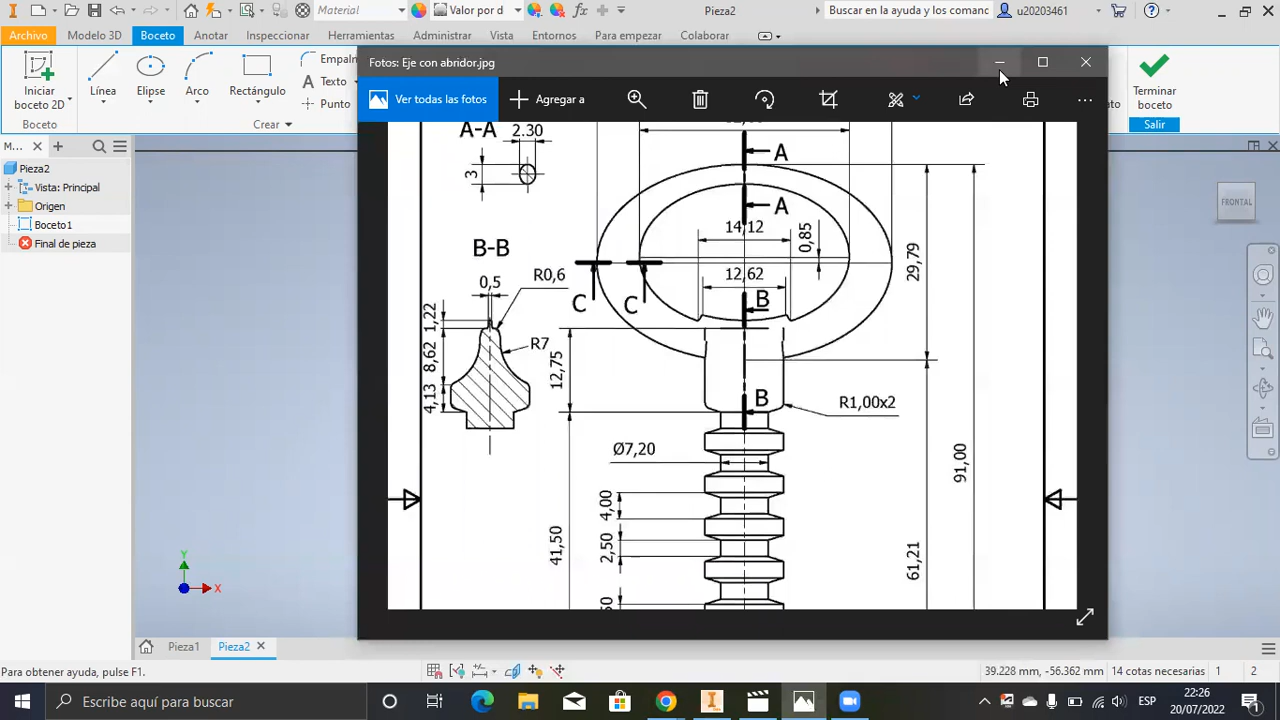 Material
Valor por d
Pieza2
Buscar en la ayuda y los comanc
u20203461
Archivo
Modelo 3D
Boceto
Anotar
Inspeccionar
Herramientas
Administrar
Vista
Entornos
Para empezar
Colaborar
Iniciar
boceto 2D
Boceto
Línea
Elipse
Arco
Rectángulo
Empaln
Texto
Punto
Crear
Terminar
boceto
Salir
Fotos: Eje con abridor.jpg
Ver todas las fotos
Agregar a
M...
Pieza2
Vista: Principal
Origen
Boceto1
Final de pieza
A-A
2.30
3
B-B
0,5
R0,6
1,22
8,62
4,13
R7
A
A
14,12
0,85
12,62
C
C
B
B
29,79
12,75
R1,00x2
Ø7,20
91,00
4,00
2,50
41,50
61,21
FRONTAL
Y
X
Pieza1
Pieza2
Para obtener ayuda, pulse F1.
39.228 mm, -56.362 mm
14 cotas necesarias
1
2
Escribe aquí para buscar
ESP
22:26
20/07/2022